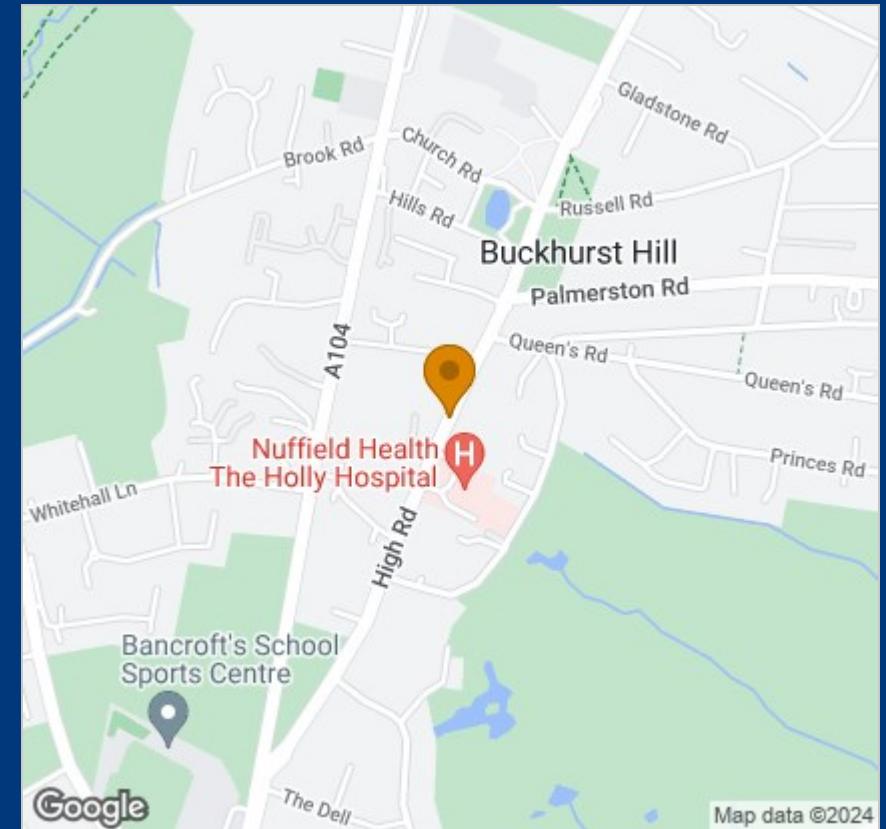 Gladstone Rd
Church Rd
Brook Rd
Hills Rd
Russell Rd
Buckhurst Hill
Palmerston Rd
A104
Queen's Rd
Queen's Rd
Nuffield Health
The Holly Hospital
H
Princes Rd
Whitehall Ln
High Rd
Bancroft's School
Sports Centre
The Dell
Google
Map data ©2024